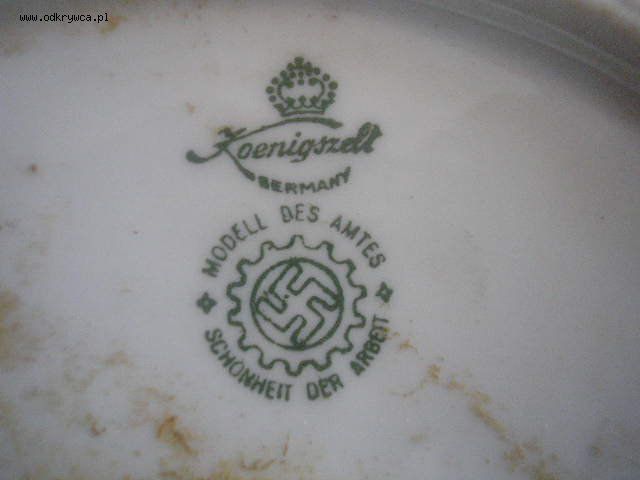 www.odkrywca.pl
Koenigszelt
GERMANY
MODELL DES AMTES
SCHÖNHEIT DER ARBEIT